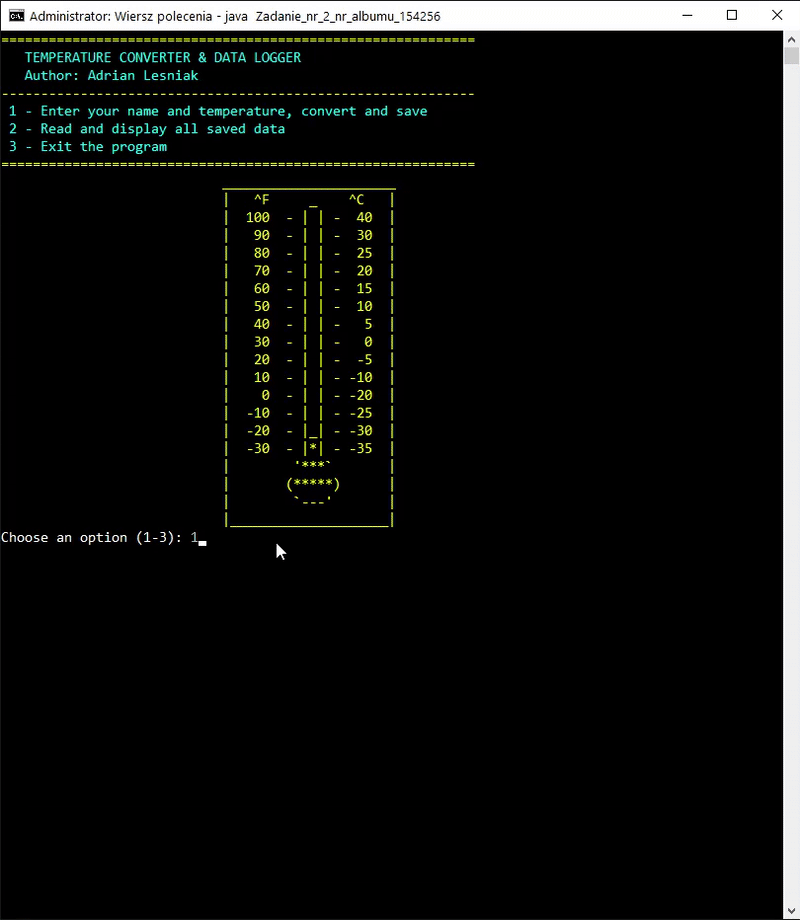 Administrator: Wiersz polecenia - java  Zadanie_nr_2_nr_albumu_154256
============================================================
   TEMPERATURE CONVERTER & DATA LOGGER
   Author: Adrian Lesniak
------------------------------------------------------------
 1 - Enter your name and temperature, convert and save
 2 - Read and display all saved data
 3 - Exit the program
============================================================
                             ______________________
                            |   ^F     _    ^C   |
                            |  100  - | | -  40  |
                            |   90  - | | -  30  |
                            |   80  - | | -  25  |
                            |   70  - | | -  20  |
                            |   60  - | | -  15  |
                            |   50  - | | -  10  |
                            |   40  - | | -   5  |
                            |   30  - | | -   0  |
                            |   20  - | | -  -5  |
                            |   10  - | | - -10  |
                            |    0  - | | - -20  |
                            |  -10  - | | - -25  |
                            |  -20  - |_| - -30  |
                            |  -30  - |*| - -35  |
                            |        '***`       |
                            |       (*****)      |
                            |        `---'       |
                            |____________________|
Choose an option (1-3): 1